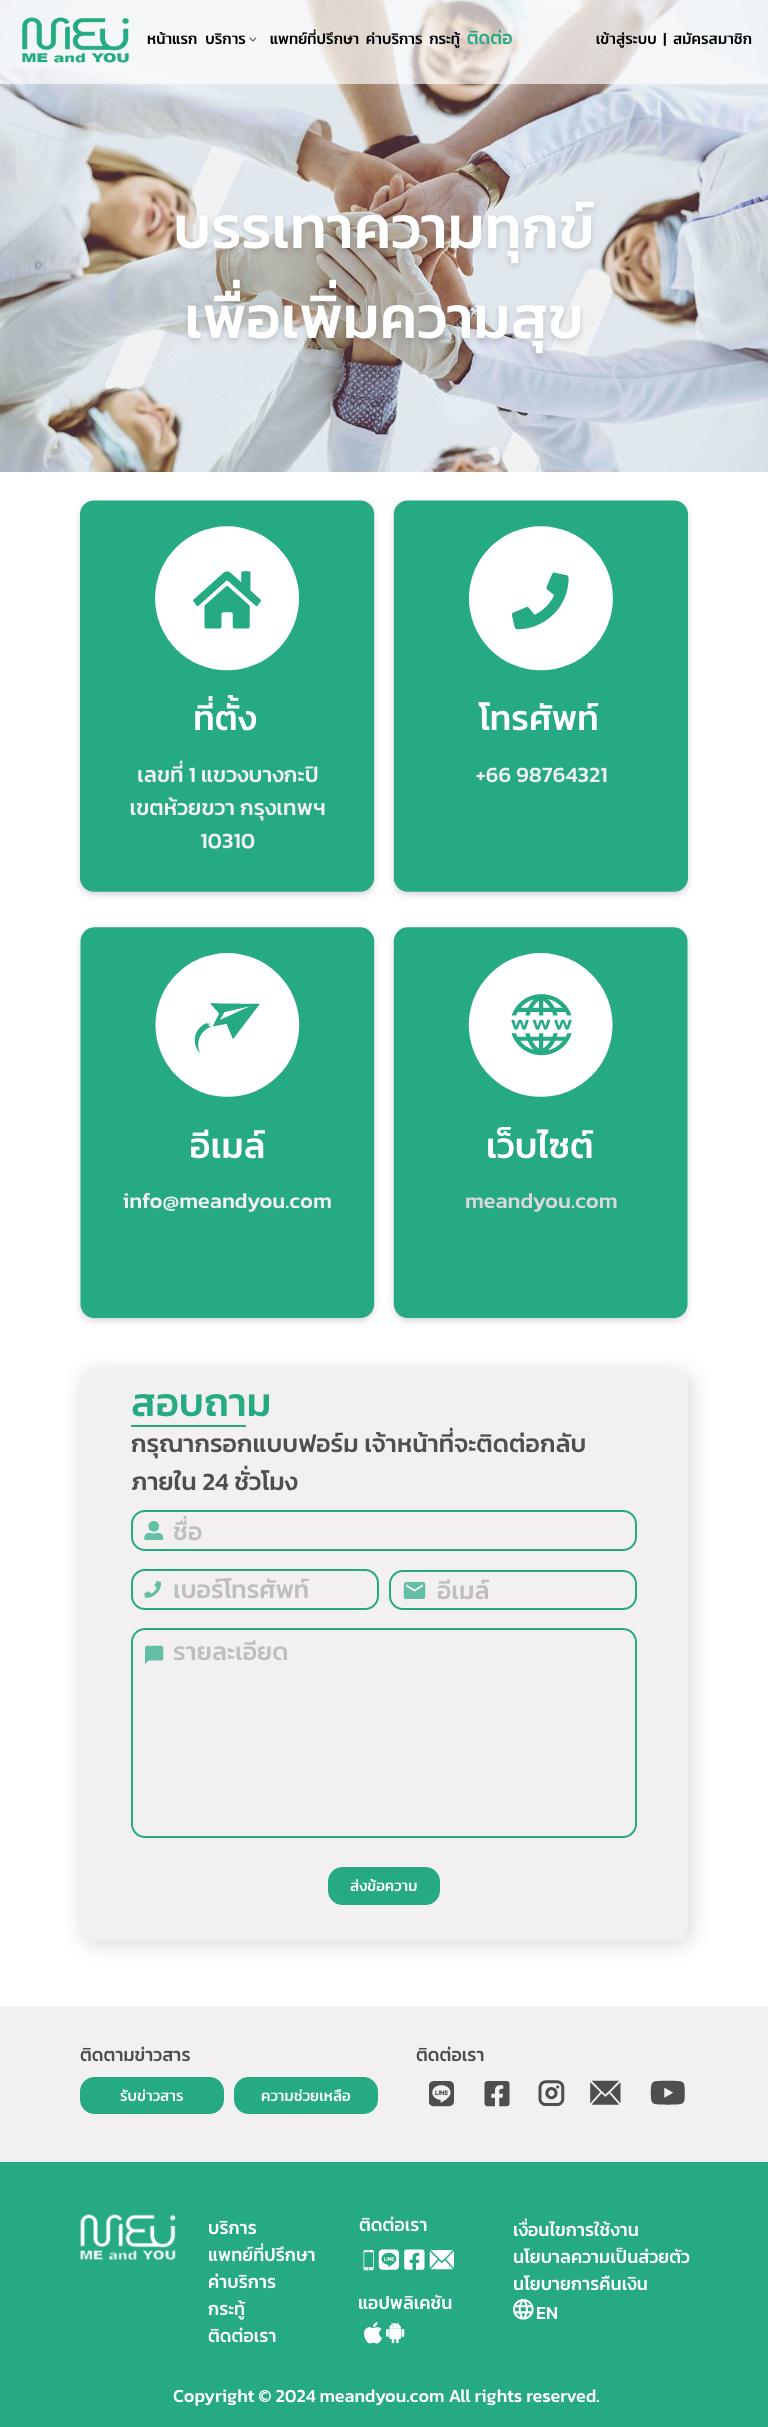 ME and YOU
หน้าแรก บริการ แพทย์ที่ปรึกษา ค่าบริการ กระทู้ ติดต่อ เข้าสู่ระบบ | สมัครสมาชิก
บรรเทาความทุกข์
เพื่อเพิ่มความสุข
ที่ตั้ง
เลขที่ 1 แขวงบางกะปิ
เขตห้วยขวา กรุงเทพฯ
10310
โทรศัพท์
+66 98764321
อีเมล์
info@meandyou.com
WWW
เว็บไซต์
meandyou.com
สอบถาม
กรุณากรอกแบบฟอร์ม เจ้าหน้าที่จะติดต่อกลับ
ภายใน 24 ชั่วโมง
ชื่อ
เบอร์โทรศัพท์ อีเมล์
รายละเอียด
ส่งข้อความ
ติดตามข่าวสาร
รับข่าวสาร ความช่วยเหลือ
ติดต่อเรา
LINE
ME and YOU
บริการ
แพทย์ที่ปรึกษา
ค่าบริการ
กระทู้
ติดต่อเรา
ติดต่อเรา
LINE
แอปพลิเคชัน
เงื่อนไขการใช้งาน
นโยบาลความเป็นส่วยตัว
นโยบายการคืนเงิน
EN
Copyright © 2024 meandyou.com All rights reserved.